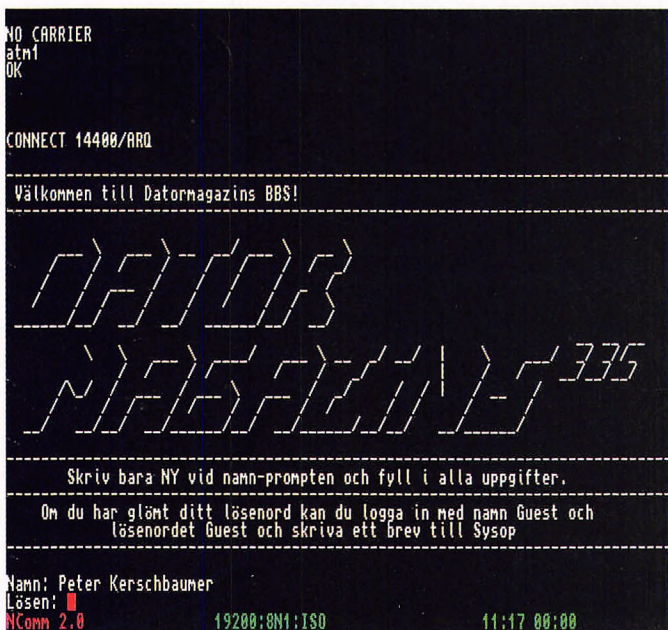 NO CARRIER
atm1
OK
CONNECT 14400/ARQ
Välkommen till Datormagazins BBS!
DATOR
MAGAZINS BBS
Skriv bara NY vid namn-prompten och fyll i alla uppgifter.
Om du har glömt ditt lösenord kan du logga in med namn Guest och
lösenordet Guest och skriva ett brev till Sysop
Namn: Peter Kerschbaumer
Lösen:
NComm 2.0 19200:8N1:ISO 11:17 00:00